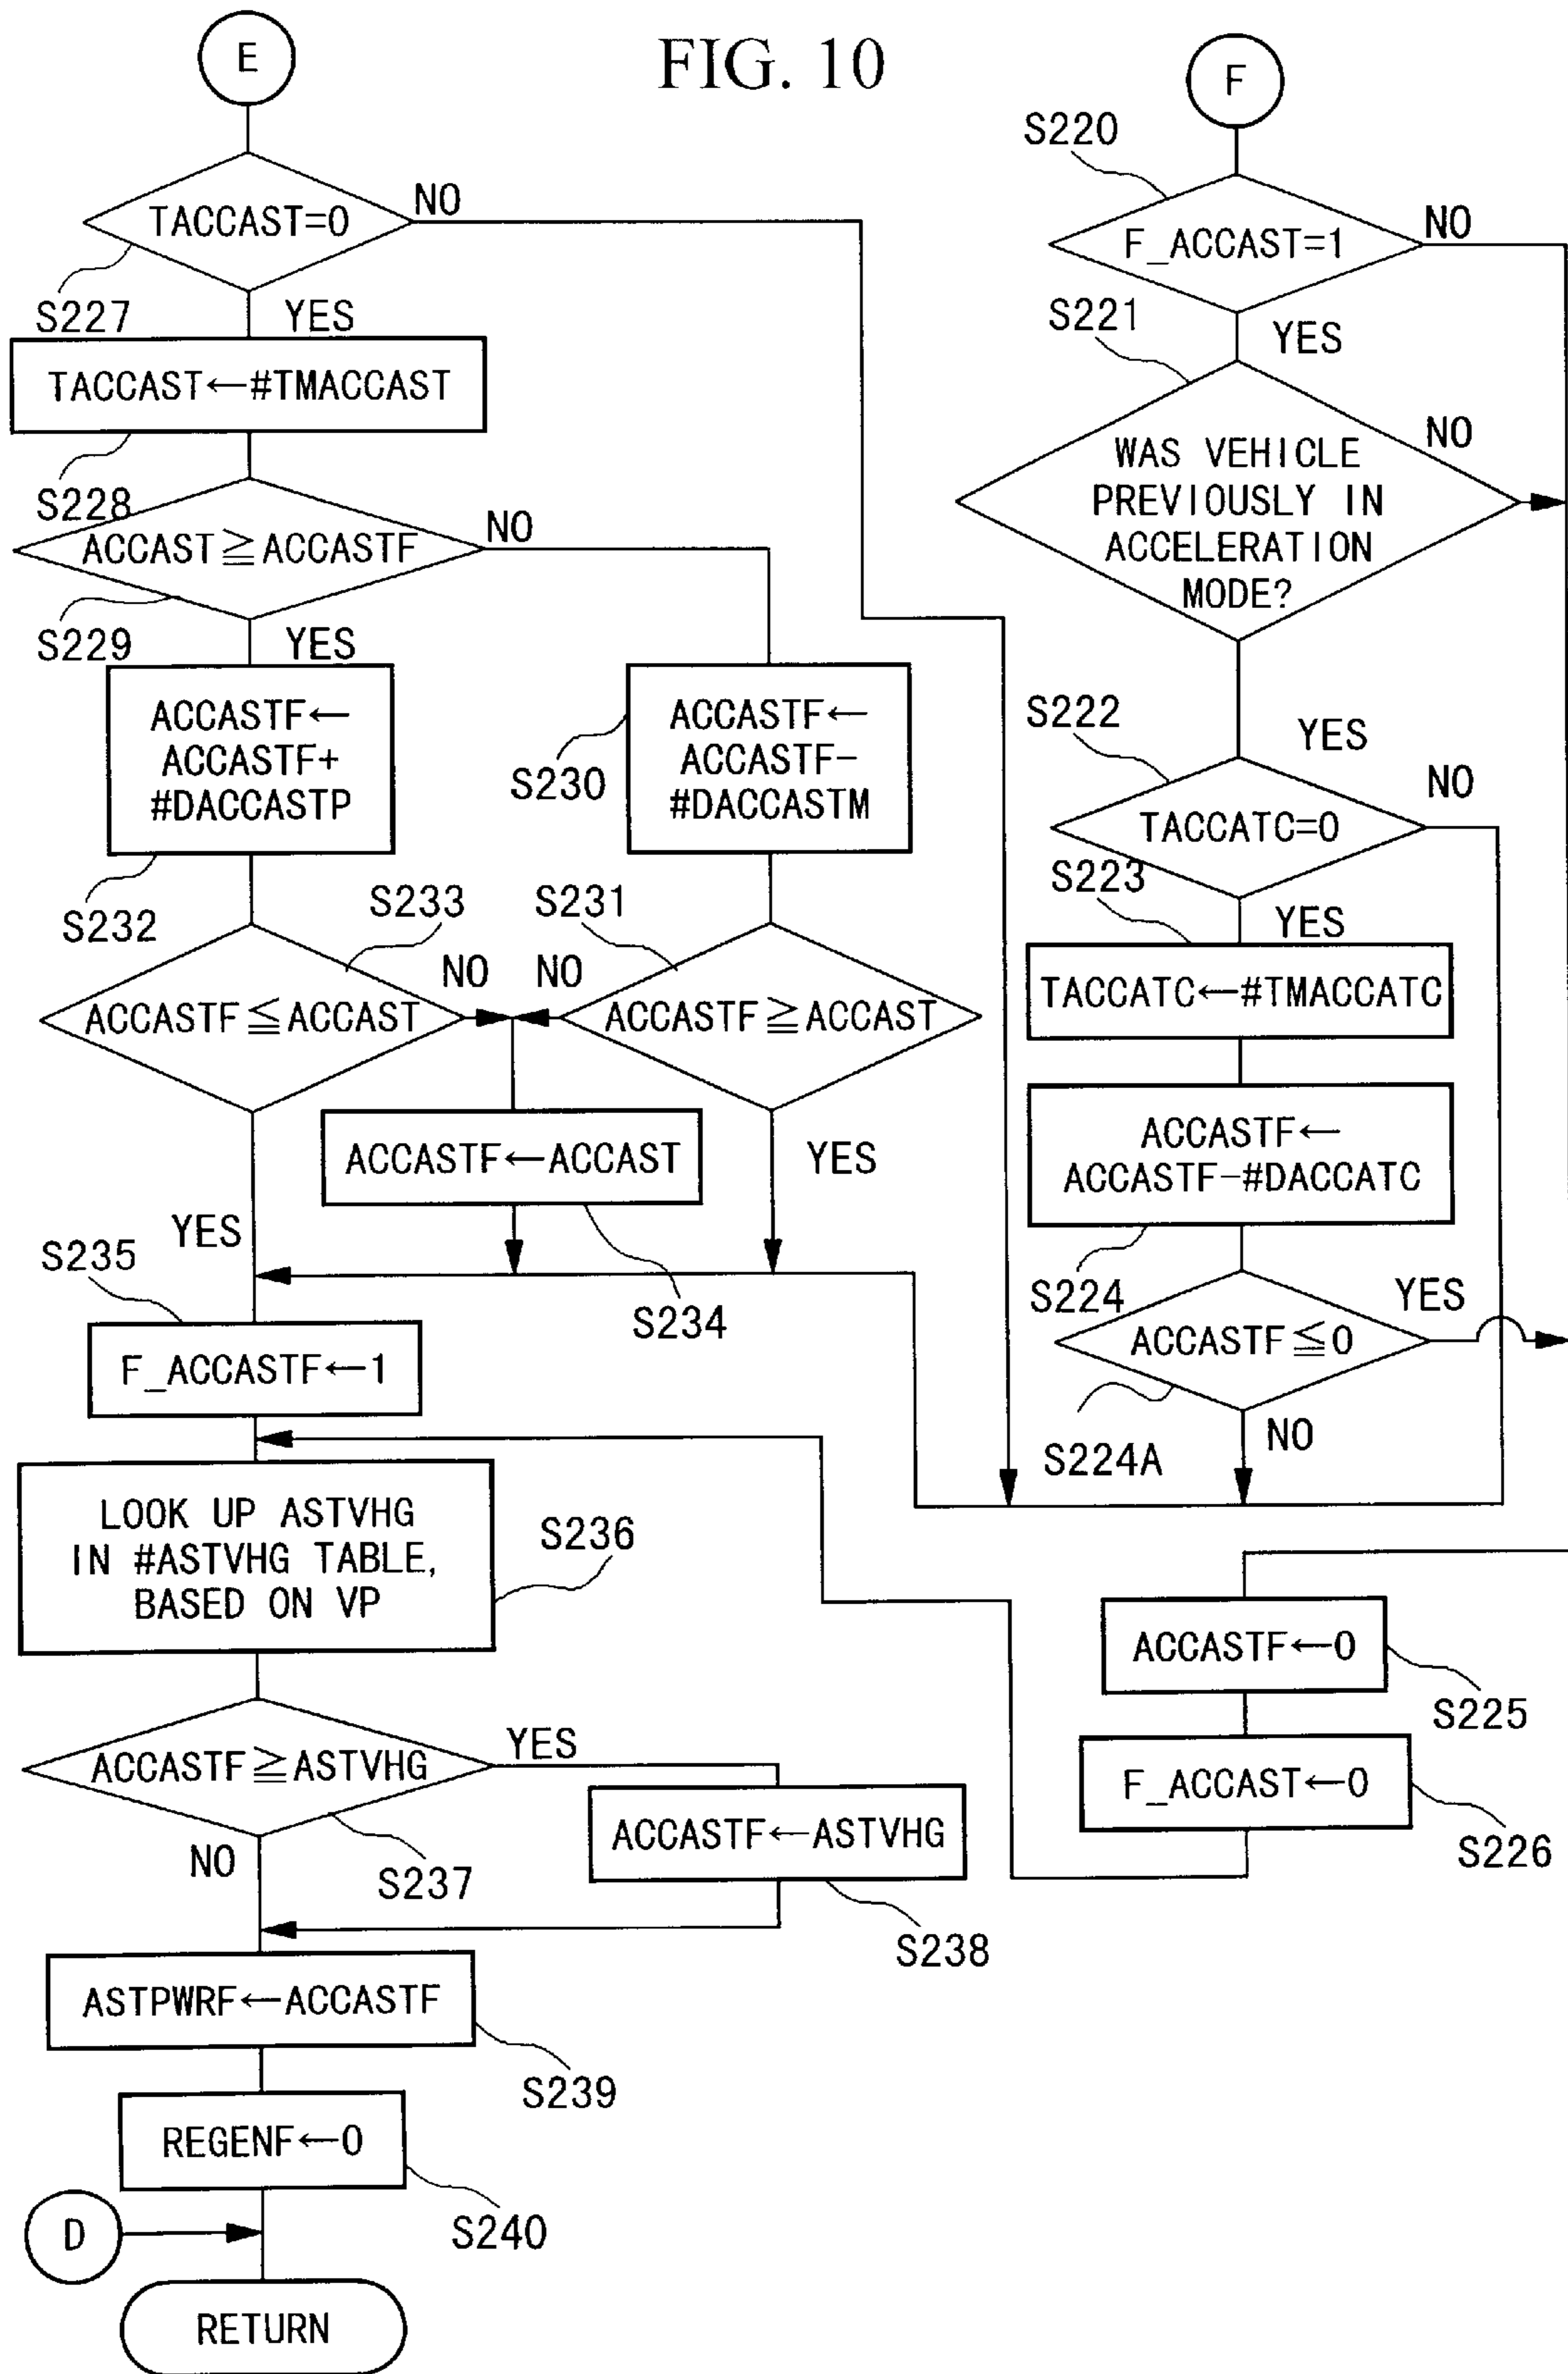 FIG. 10
E
TACCAST=0
NO
S227
YES
TACCAST←#TMACCAST
S228
ACCAST≧ACCASTF
NO
S229
YES
ACCASTF←
ACCASTF+
#DACCASTP
S232
ACCASTF←
ACCASTF−
#DACCASTM
S230
S233
S231
ACCASTF≦ACCAST
NO
NO
ACCASTF≧ACCAST
ACCASTF←ACCAST
YES
YES
S234
S235
F_ACCASTF←1
LOOK UP ASTVHG
IN #ASTVHG TABLE,
BASED ON VP
S236
ACCASTF≧ASTVHG
YES
NO
S237
ACCASTF←ASTVHG
S238
ASTPWRF←ACCASTF
S239
REGENF←0
S240
D
RETURN
F
S220
F_ACCAST=1
NO
S221
YES
WAS VEHICLE
PREVIOUSLY IN
ACCELERATION
MODE?
NO
S222
YES
TACCATC=0
NO
S223
YES
TACCATC←#TMACCATC
ACCASTF←
ACCASTF−#DACCATC
S224
ACCASTF≦0
YES
S224A
NO
ACCASTF←0
S225
F_ACCAST←0
S226